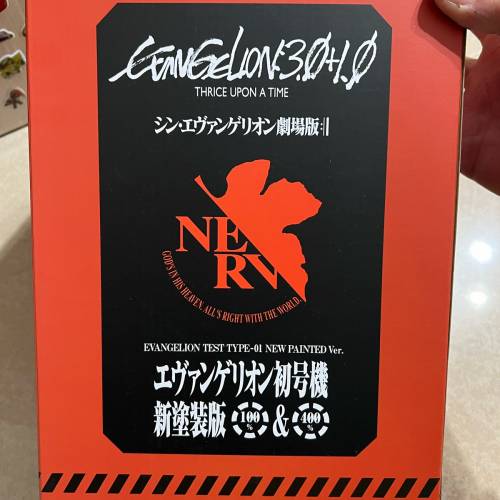 EVANGELION:3.0+1.0
THRICE UPON A TIME
シン・エヴァンゲリオン劇場版:||
NERV
GOD'S IN HIS HEAVEN. ALL'S RIGHT WITH THE WORLD.
EVANGELION TEST TYPE-01 NEW PAINTED Ver.
エヴァンゲリオン初号機
新塗装版 100% & 400%